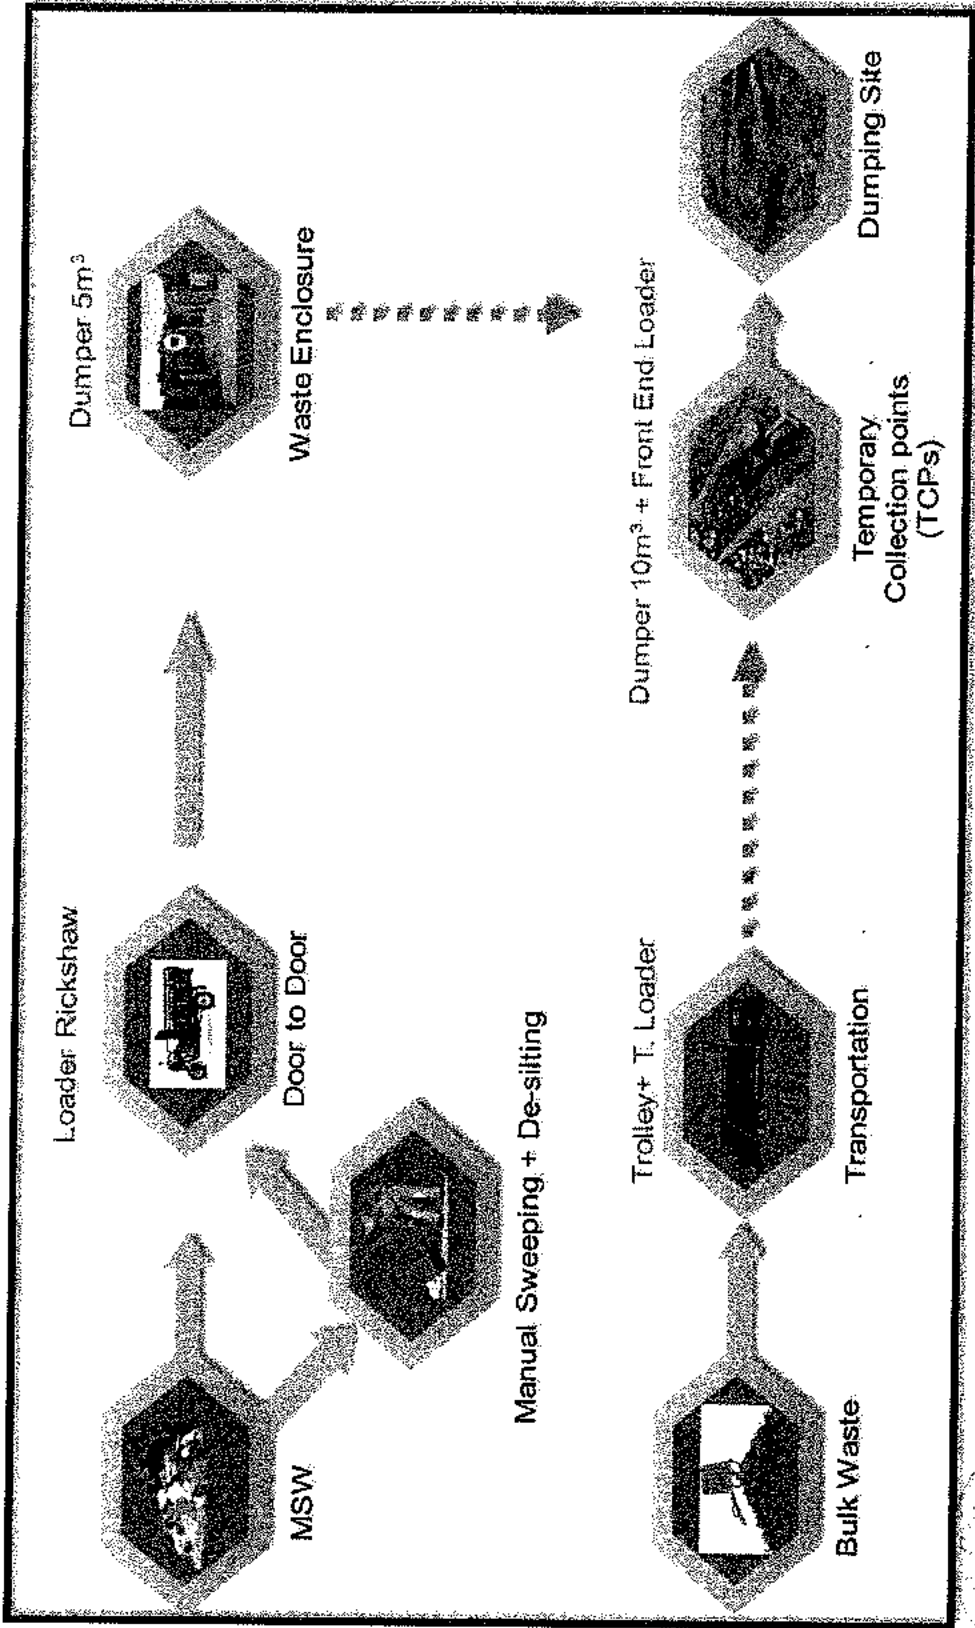 Loader Rickshaw
Dumper 5m³
MSW
Door to Door
Waste Enclosure
Manual Sweeping + De-silting
Trolley+ T. Loader
Dumper 10m³ + Front End Loader
Bulk Waste
Transportation
Temporary
Collection points
(TCPs)
Dumping Site